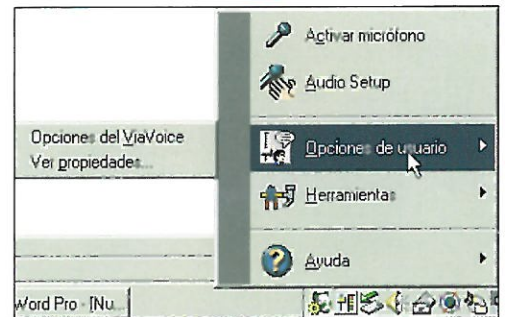 Activar micrófono
Audio Setup
Opciones del ViaVoice
Ver propiedades...
Opciones de usuario
Herramientas
Ayuda
Word Pro - [Nu...